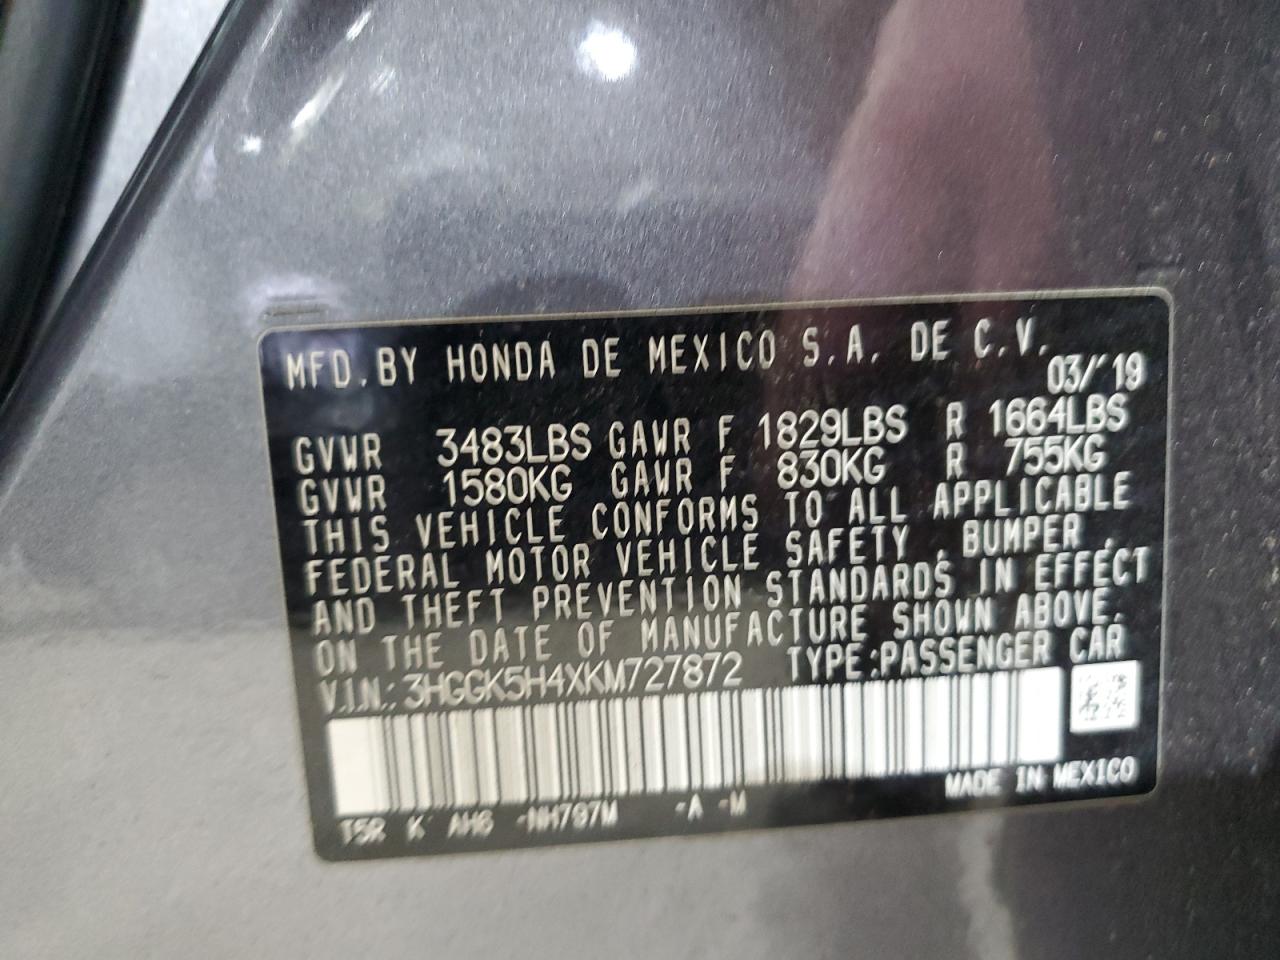 MFD. BY HONDA DE MEXICO S.A. DE C.V.
03/'19
GVWR 3483LBS GAWR F 1829LBS R 1664LBS
GVWR 1580KG GAWR F 830KG R 755KG
THIS VEHICLE CONFORMS TO ALL APPLICABLE
FEDERAL MOTOR VEHICLE SAFETY, BUMPER,
AND THEFT PREVENTION STANDARDS IN EFFECT
ON THE DATE OF MANUFACTURE SHOWN ABOVE.
V.I.N.: 3HGGK5H4XKM727872 TYPE:PASSENGER CAR
MADE IN MEXICO
T5R K AH6 -NH797M -A -M